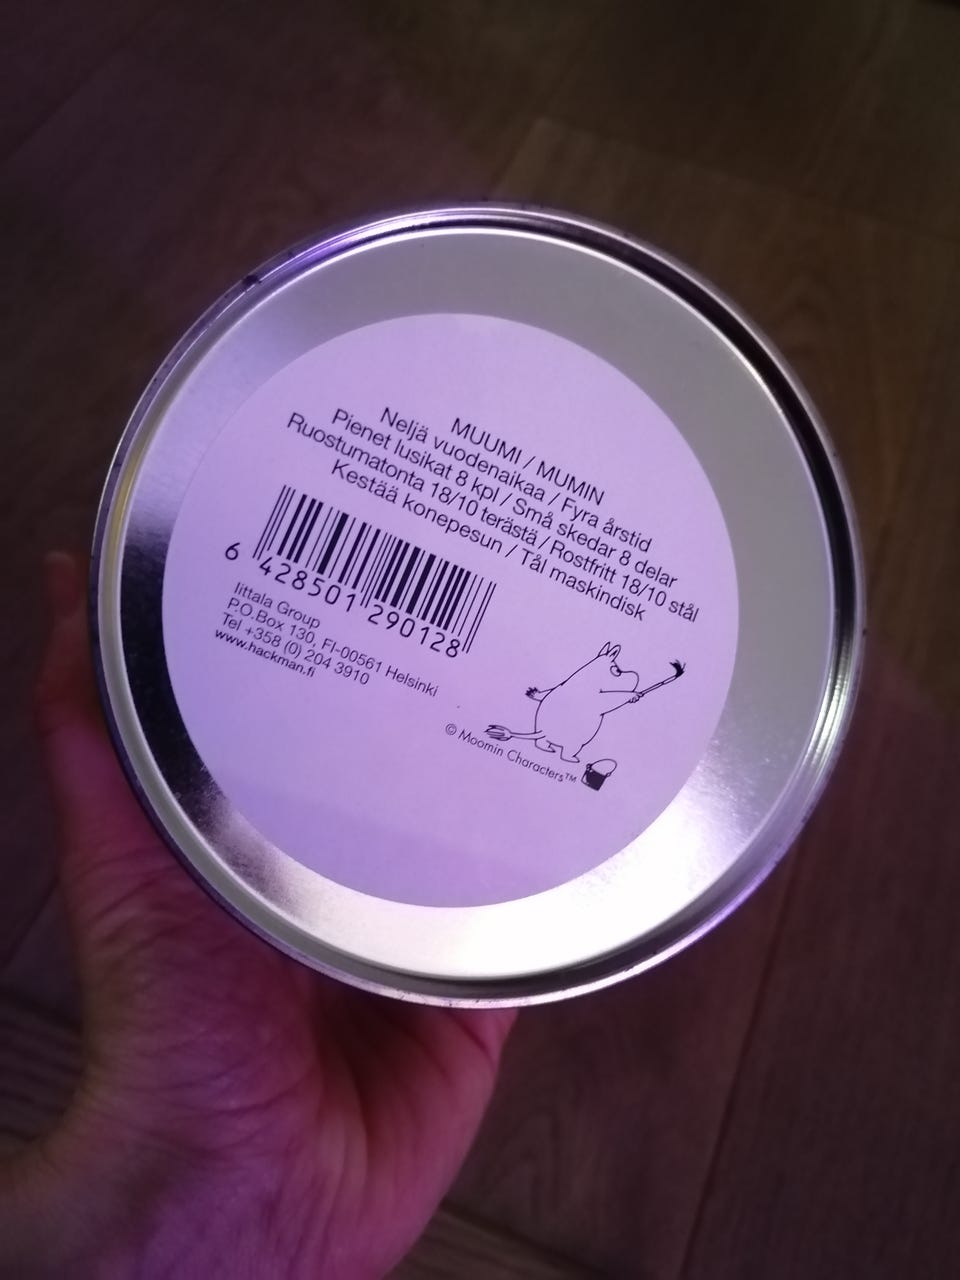 MUUMI / MUMIN
Neljä vuodenaikaa / Fyra årstid
Pienet lusikat 8 kpl / Små skedar 8 delar
Ruostumatonta 18/10 terästä / Rostfritt 18/10 stål
Kestää konepesun / Tål maskindisk
6 428501 290128
Iittala Group
P.O.Box 130, FI-00561 Helsinki
Tel +358 (0) 204 3910
www.hackman.fi
© Moomin Characters™